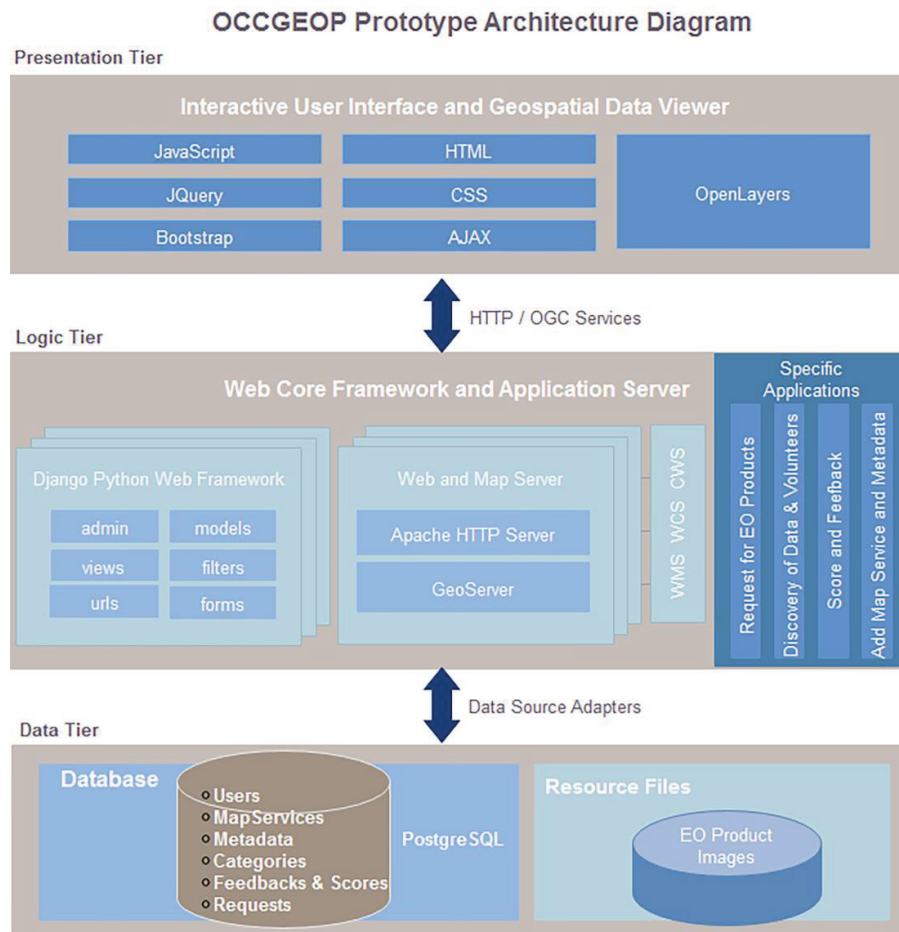 OCCGEOP Prototype Architecture Diagram
Presentation Tier
Interactive User Interface and Geospatial Data Viewer
JavaScript
HTML
JQuery
CSS
Bootstrap
AJAX
OpenLayers
HTTP / OGC Services
Logic Tier
Web Core Framework and Application Server
Django Python Web Framework
admin
models
views
filters
urls
forms
Web and Map Server
Apache HTTP Server
GeoServer
WMS WCS CWS
Specific
Applications
Request for EO Products
Discovery of Data & Volunteers
Score and Feefback
Add Map Service and Metadata
Data Source Adapters
Data Tier
Database
Users
MapServices
Metadata
Categories
Feedbacks & Scores
Requests
PostgreSQL
Resource Files
EO Product
Images